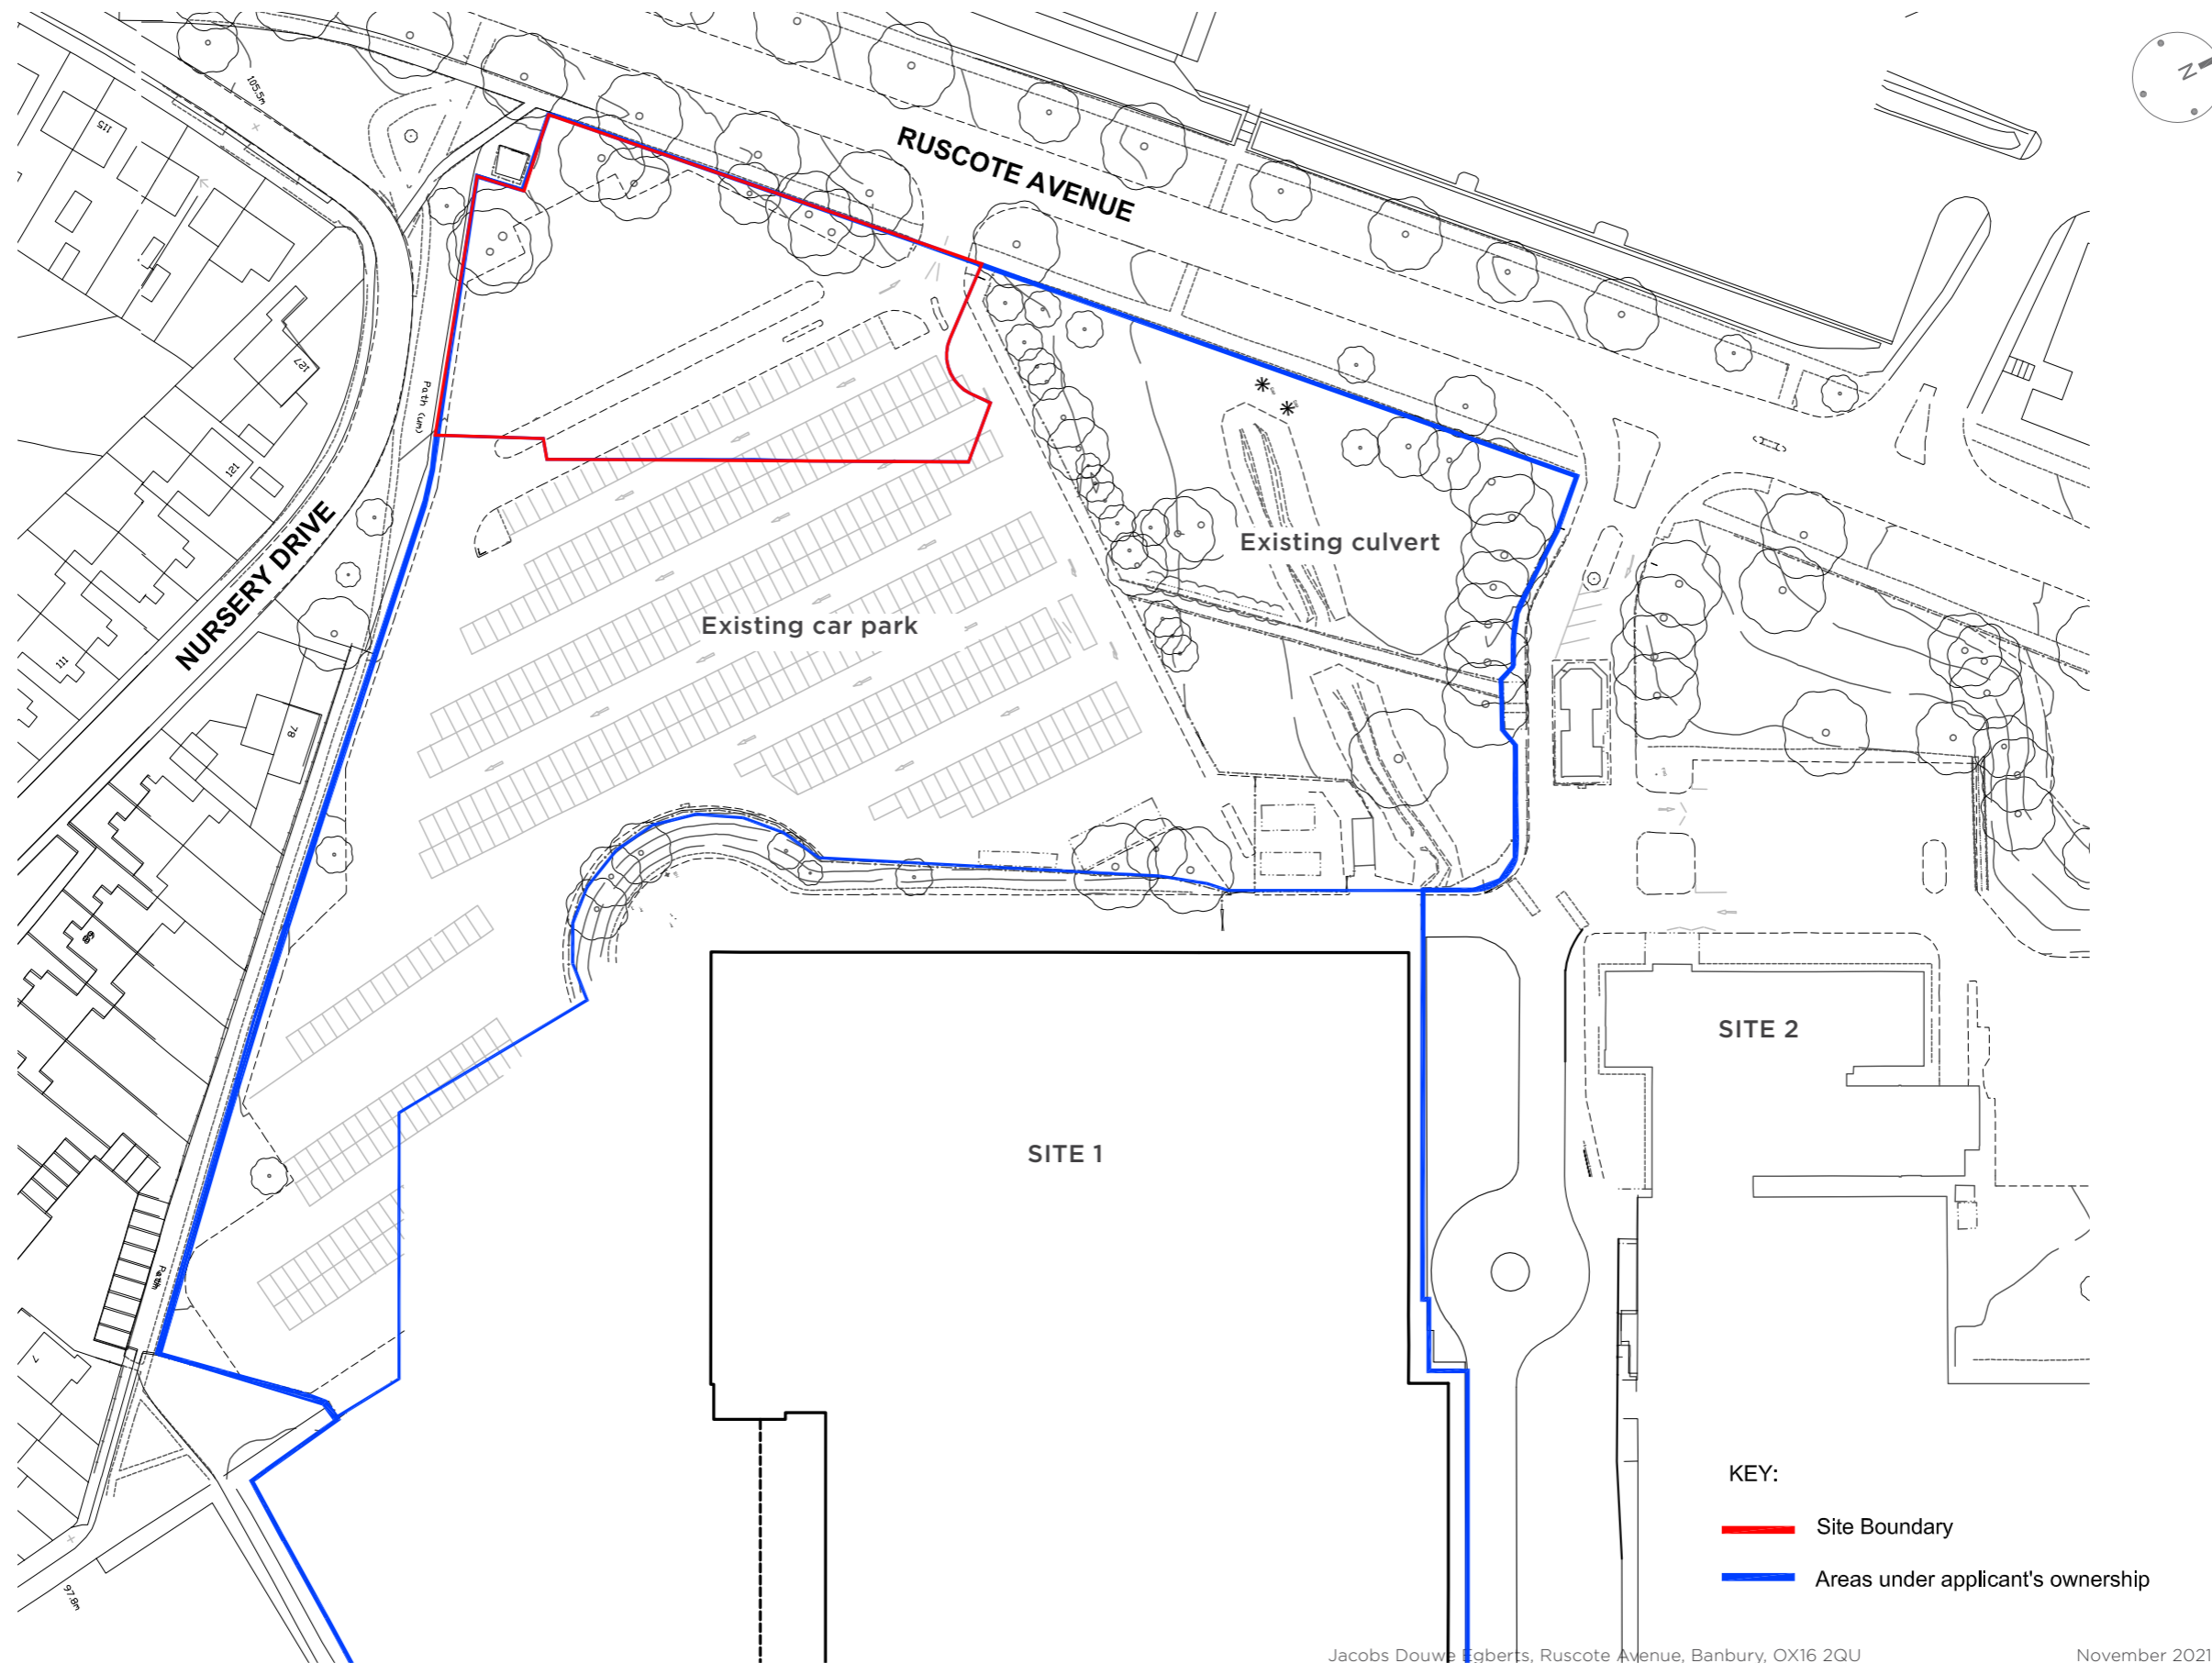 105.5m
115
N
RUSCOTE AVENUE
127
Path (um)
121
NURSERY DRIVE
Existing culvert
Existing car park
111
78
68
SITE 2
SITE 1
Path
7
KEY:
Site Boundary
Areas under applicant's ownership
97.8m
Jacobs Douwe Egberts, Ruscote Avenue, Banbury, OX16 2QU
November 2021